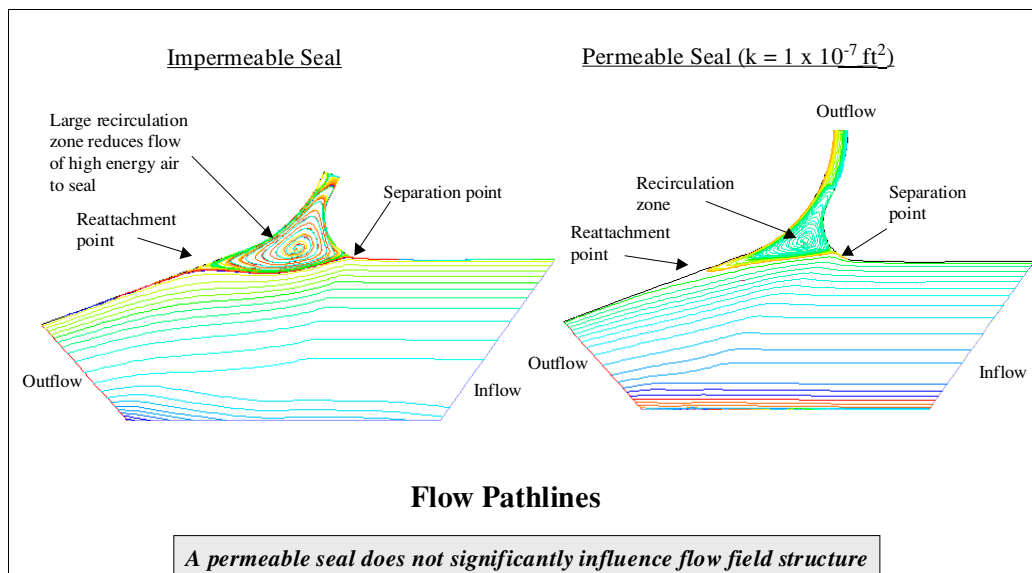 Impermeable Seal
Large recirculation
zone reduces flow
of high energy air
to seal
Reattachment
point
Separation point
Outflow
Inflow
Permeable Seal (k = 1 x 10⁻⁷ ft²)
Outflow
Recirculation
zone
Separation
point
Reattachment
point
Outflow
Inflow
Flow Pathlines
A permeable seal does not significantly influence flow field structure